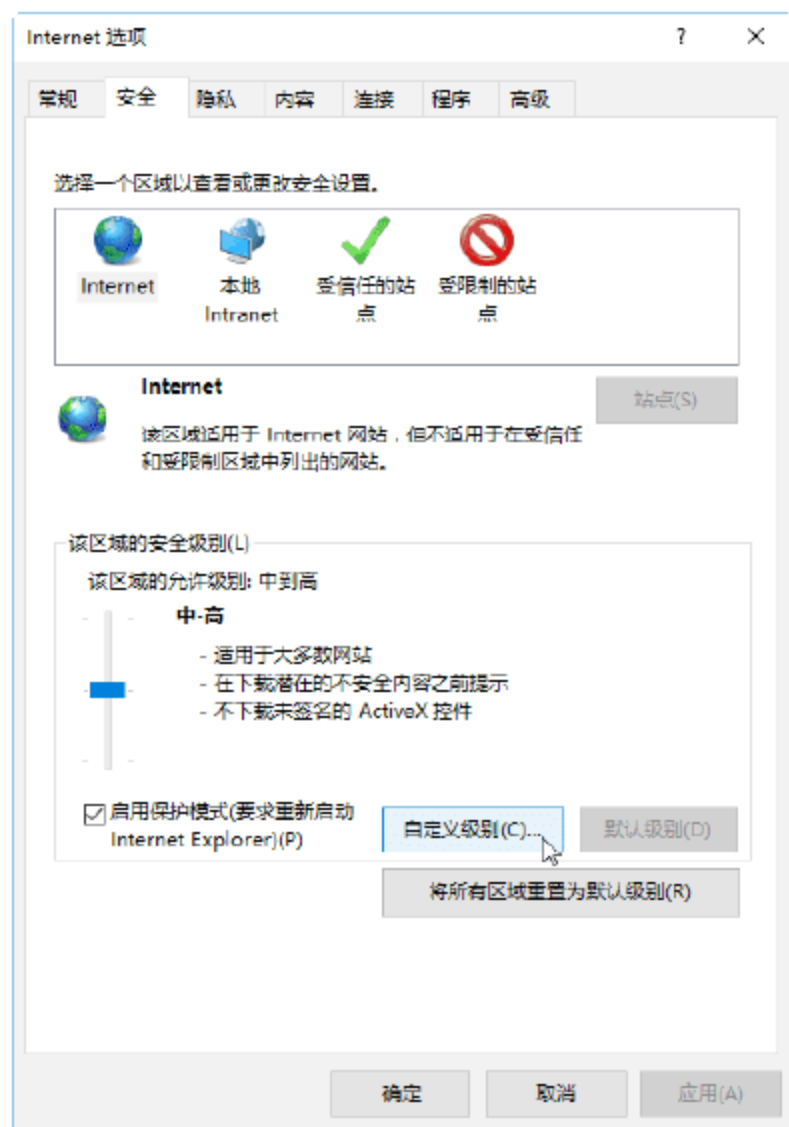 Internet 选项
?
常规 安全 隐私 内容 连接 程序 高级
选择一个区域以查看或更改安全设置。
Internet
本地
Intranet
受信任的站
点
受限制的站
点
Internet
站点(S)
该区域适用于 Internet 网站，但不适用于在受信任
和受限制区域中列出的网站。
该区域的安全级别(L)
该区域的允许级别: 中到高
中-高
- 适用于大多数网站
- 在下载潜在的不安全内容之前提示
- 不下载未签名的 ActiveX 控件
启用保护模式(要求重新启动
Internet Explorer)(P)
自定义级别(C)...
默认级别(D)
将所有区域重置为默认级别(R)
确定 取消 应用(A)